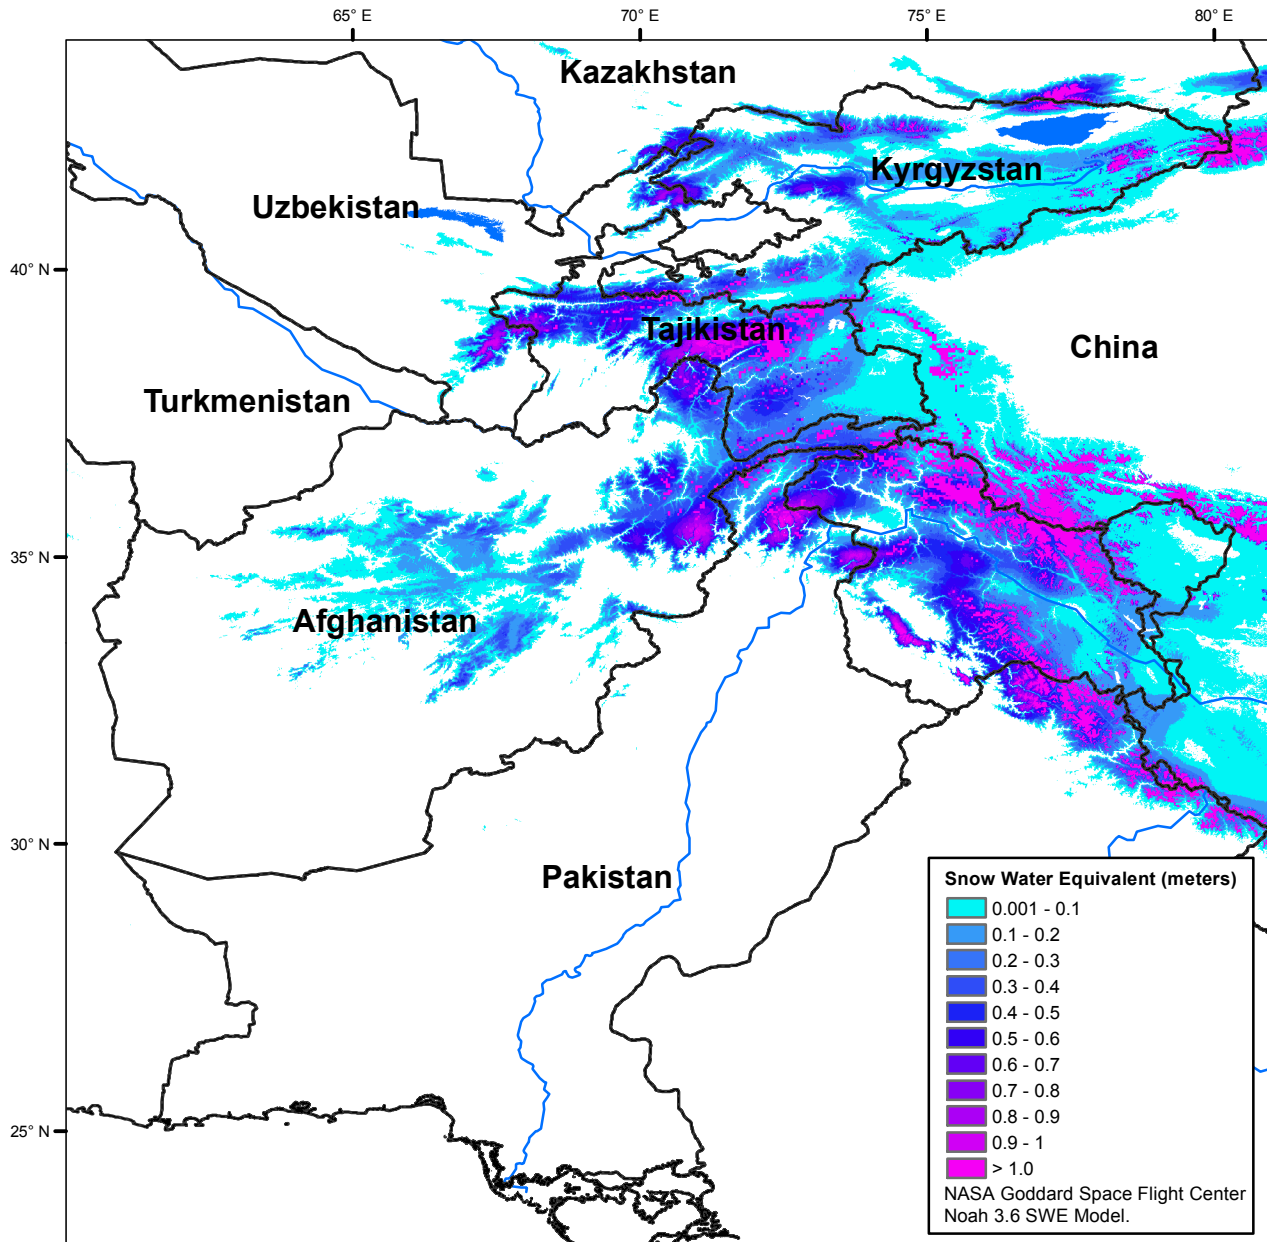 65° E
70° E
75° E
80° E
Kazakhstan
Kyrgyzstan
Uzbekistan
40° N
Tajikistan
China
Turkmenistan
35° N
Afghanistan
30° N
Pakistan
25° N
Snow Water Equivalent (meters)
0.001 - 0.1
0.1 - 0.2
0.2 - 0.3
0.3 - 0.4
0.4 - 0.5
0.5 - 0.6
0.6 - 0.7
0.7 - 0.8
0.8 - 0.9
0.9 - 1
> 1.0
NASA Goddard Space Flight Center
Noah 3.6 SWE Model.